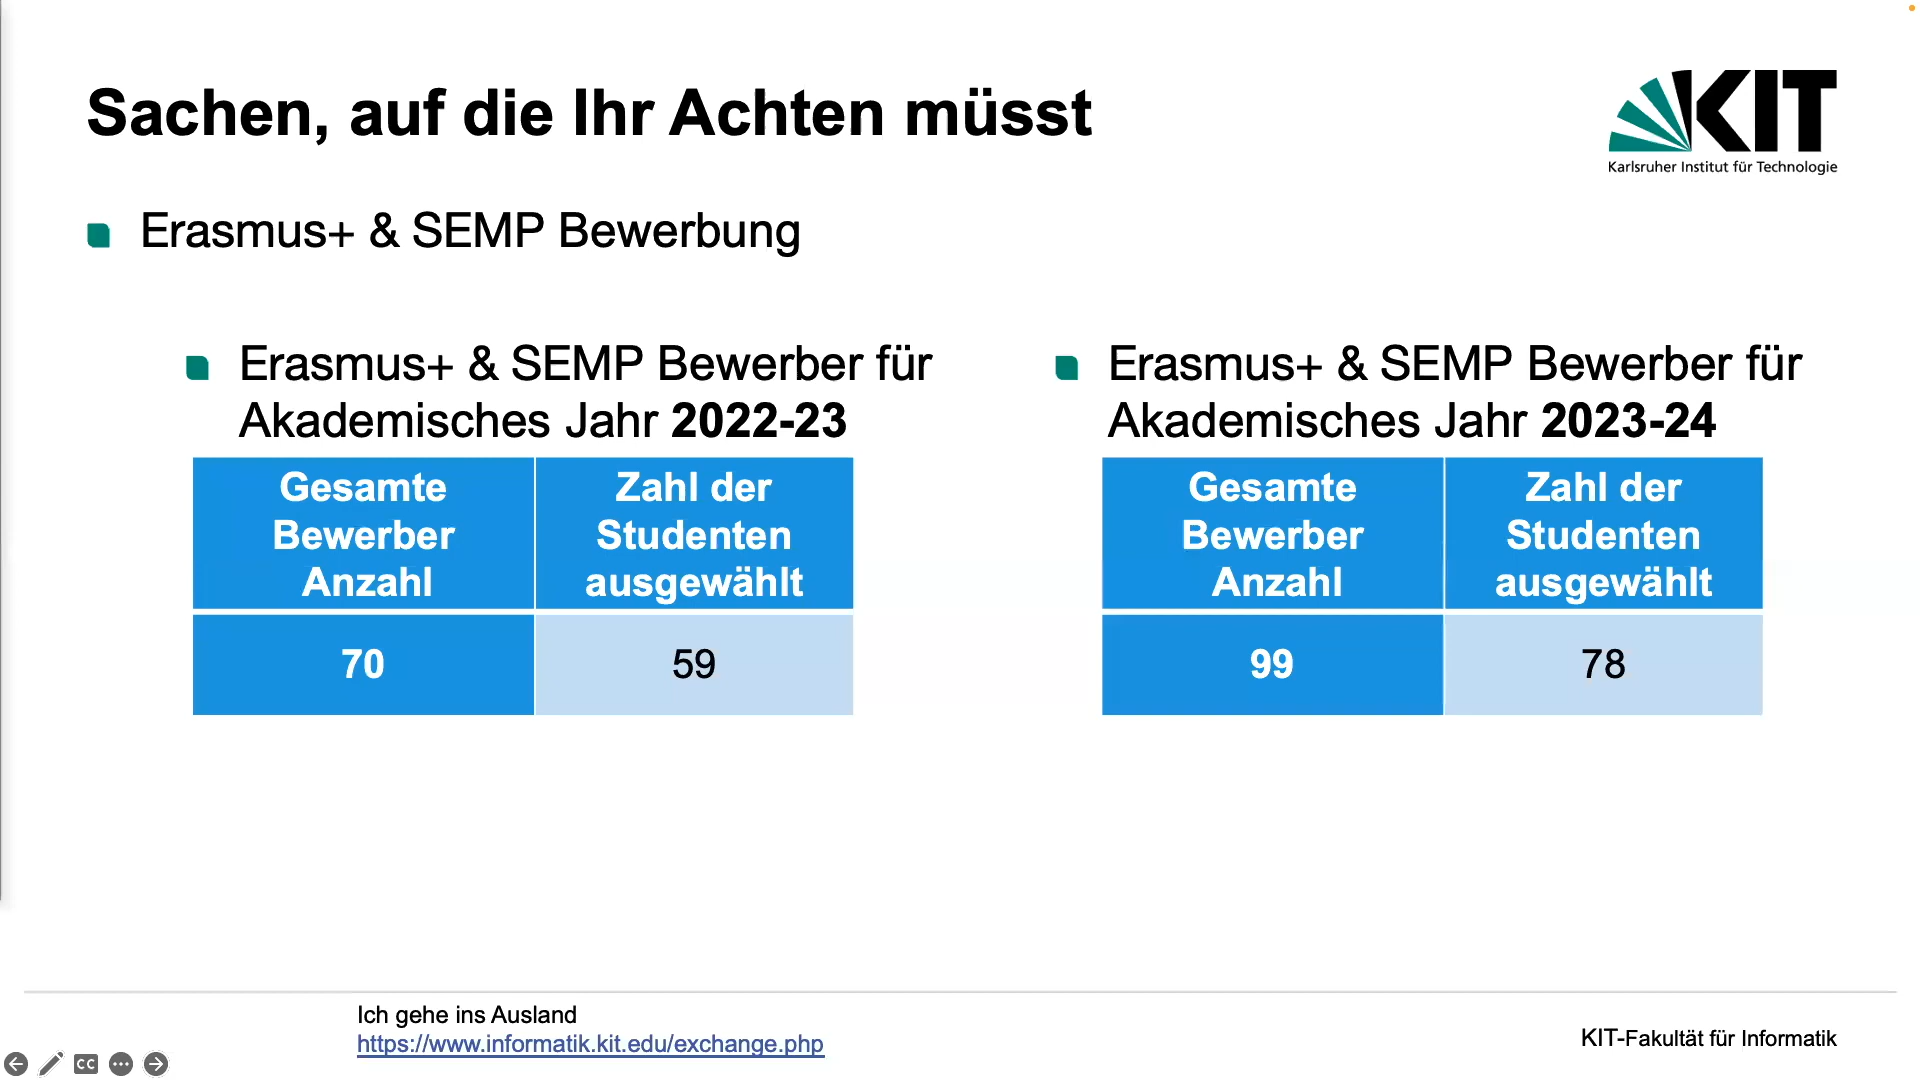 Sachen, auf die Ihr Achten müsst
KIT
Karlsruher Institut für Technologie
Erasmus+ & SEMP Bewerbung
Erasmus+ & SEMP Bewerber für
Akademisches Jahr 2022-23
Gesamte
Bewerber
Anzahl
Zahl der
Studenten
ausgewählt
70
59
Erasmus+ & SEMP Bewerber für
Akademisches Jahr 2023-24
Gesamte
Bewerber
Anzahl
Zahl der
Studenten
ausgewählt
99
78
Ich gehe ins Ausland
https://www.informatik.kit.edu/exchange.php
KIT-Fakultät für Informatik
CC